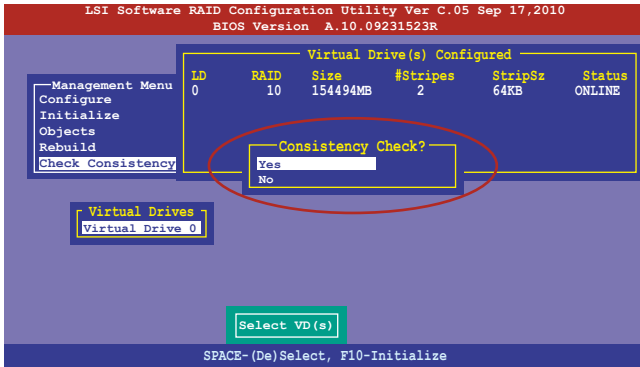 LSI Software RAID Configuration Utility Ver C.05 Sep 17,2010
BIOS Version A.10.09231523R
Virtual Drive(s) Configured
LD RAID Size #Stripes StripSz Status
0 10 154494MB 2 64KB ONLINE
Management Menu
Configure
Initialize
Objects
Rebuild
Check Consistency
Consistency Check?
Yes
No
Virtual Drives
Virtual Drive 0
Select VD(s)
SPACE-(De)Select, F10-Initialize